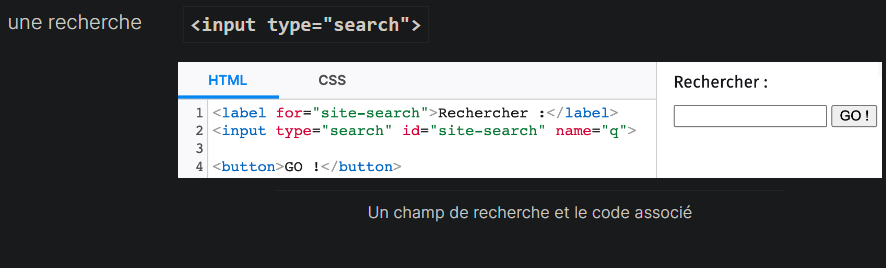 une recherche
<input type="search">
HTML
CSS
Rechercher :
GO !
1 <label for="site-search">Rechercher :</label>
2 <input type="search" id="site-search" name="q">
3
4 <button>GO !</button>
Un champ de recherche et le code associé